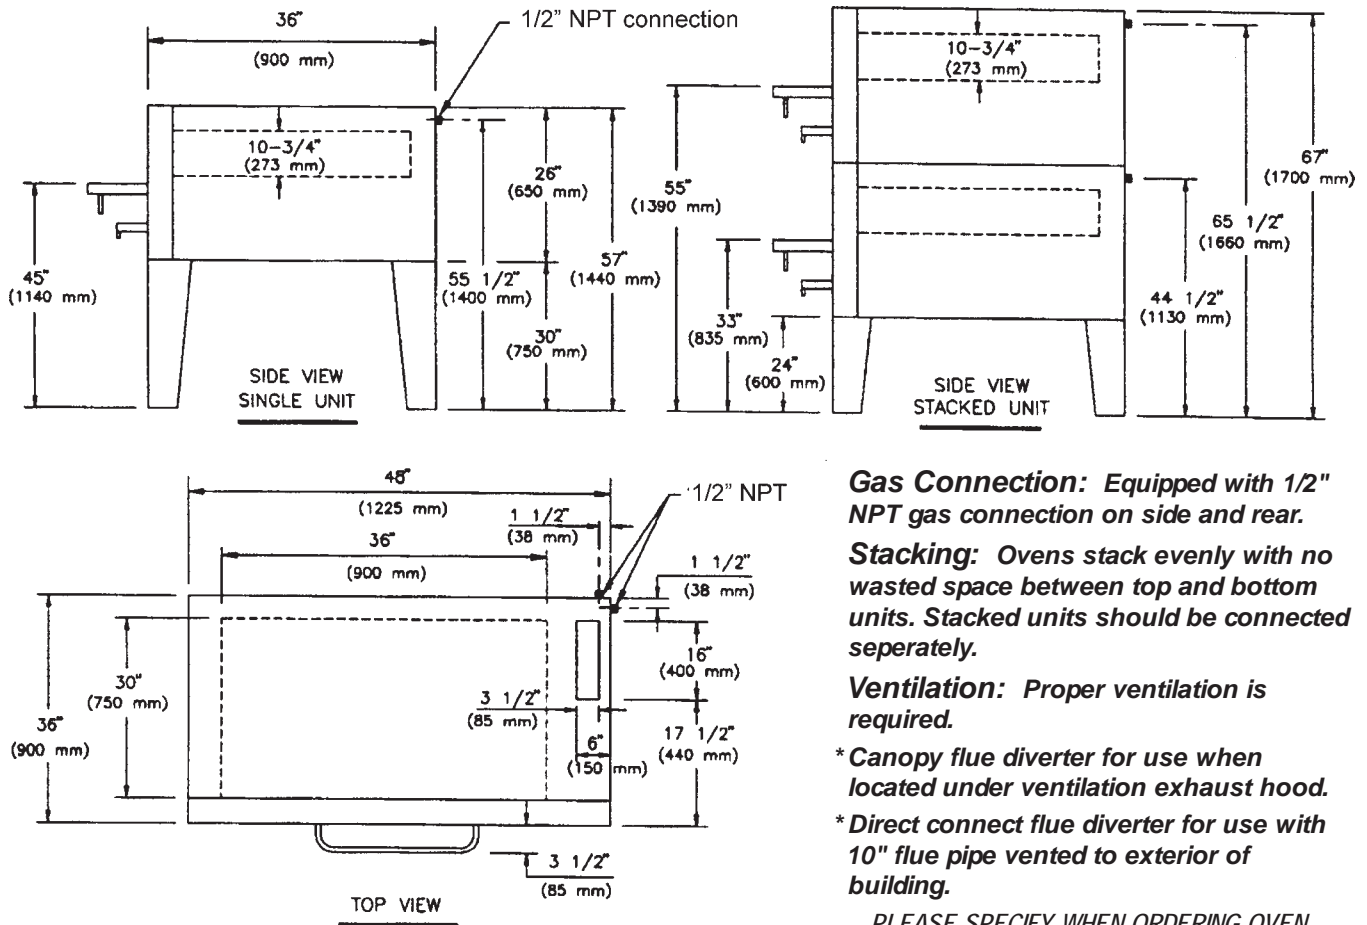 36"
(900 mm)
1/2" NPT connection
10-3/4"
(273 mm)
26"
(650 mm)
45"
(1140 mm)
55 1/2"
(1400 mm)
57"
(1440 mm)
30"
(750 mm)
SIDE VIEW
SINGLE UNIT
10-3/4"
(273 mm)
55"
(1390 mm)
67"
(1700 mm)
65 1/2"
(1660 mm)
44 1/2"
(1130 mm)
33"
(835 mm)
24"
(600 mm)
SIDE VIEW
STACKED UNIT
48"
(1225 mm)
1/2" NPT
1 1/2"
(38 mm)
36"
(900 mm)
1 1/2"
(38 mm)
16"
(400 mm)
30"
(750 mm)
36"
(900 mm)
3 1/2"
(85 mm)
6"
(150 mm)
17 1/2"
(440 mm)
3 1/2"
(85 mm)
TOP VIEW
Gas Connection: Equipped with 1/2"
NPT gas connection on side and rear.
Stacking: Ovens stack evenly with no
wasted space between top and bottom
units. Stacked units should be connected
seperately.
Ventilation: Proper ventilation is
required.
* Canopy flue diverter for use when
located under ventilation exhaust hood.
* Direct connect flue diverter for use with
10" flue pipe vented to exterior of
building.
PLEASE SPECIFY WHEN ORDERING OVEN